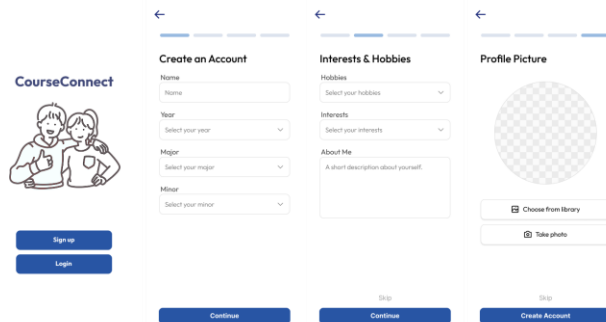 CourseConnect
Sign up
Login
Create an Account
Name
Name
Year
Select your year
Major
Select your major
Minor
Select your minor
Continue
Interests & Hobbies
Hobbies
Select your hobbies
Interests
Select your interests
About Me
A short description about yourself.
Skip
Continue
Profile Picture
Choose from library
Take photo
Skip
Create Account